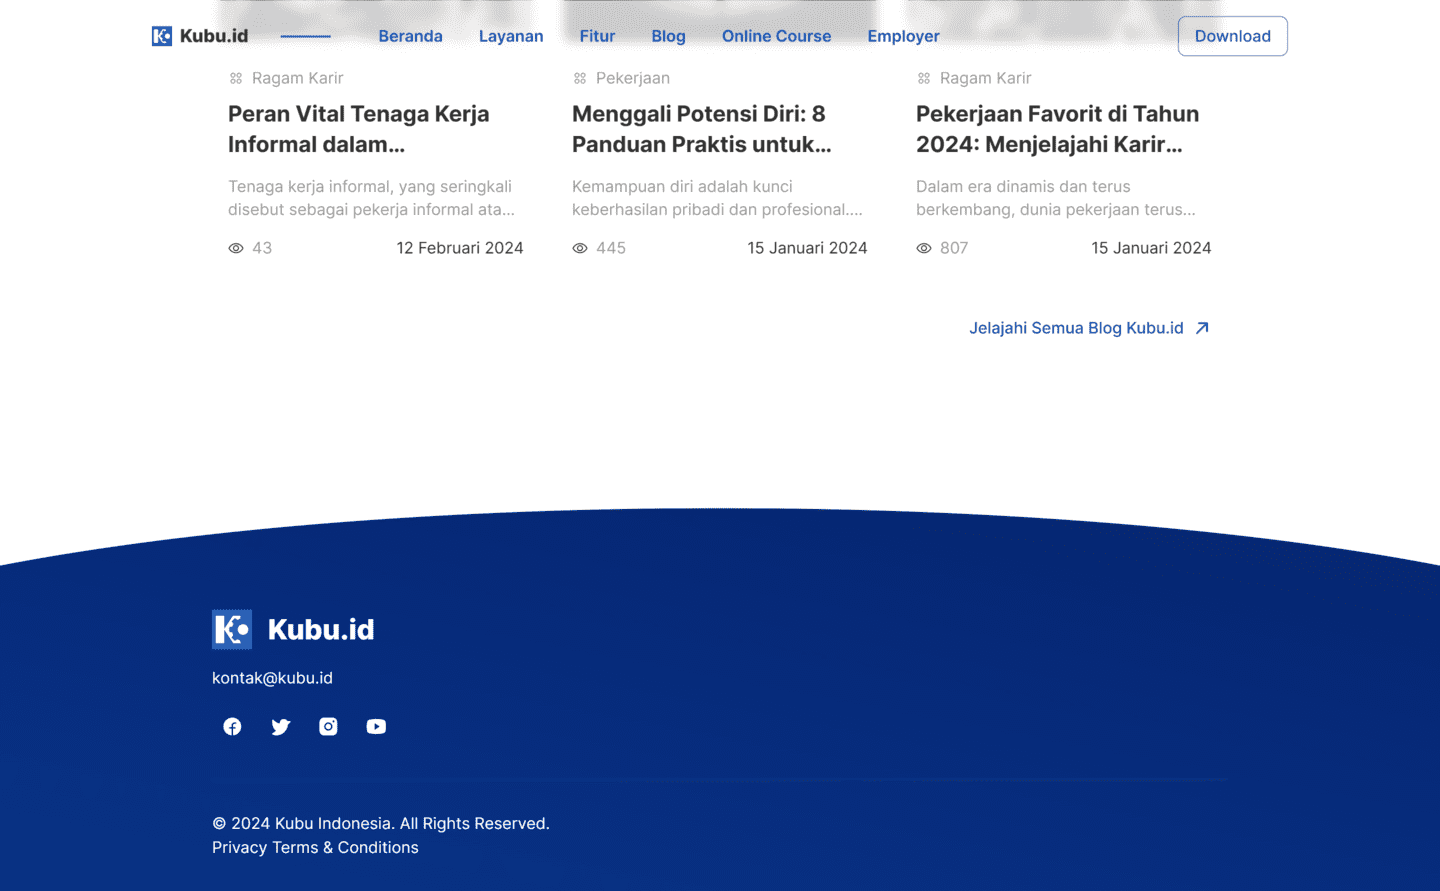 Kubu.id
Beranda
Layanan
Fitur
Blog
Online Course
Employer
Download
Ragam Karir
Peran Vital Tenaga Kerja
Informal dalam...
Tenaga kerja informal, yang seringkali
disebut sebagai pekerja informal ata...
43
12 Februari 2024
Pekerjaan
Menggali Potensi Diri: 8
Panduan Praktis untuk...
Kemampuan diri adalah kunci
keberhasilan pribadi dan profesional....
445
15 Januari 2024
Ragam Karir
Pekerjaan Favorit di Tahun
2024: Menjelajahi Karir...
Dalam era dinamis dan terus
berkembang, dunia pekerjaan terus...
807
15 Januari 2024
Jelajahi Semua Blog Kubu.id
Kubu.id
kontak@kubu.id
© 2024 Kubu Indonesia. All Rights Reserved.
Privacy Terms & Conditions